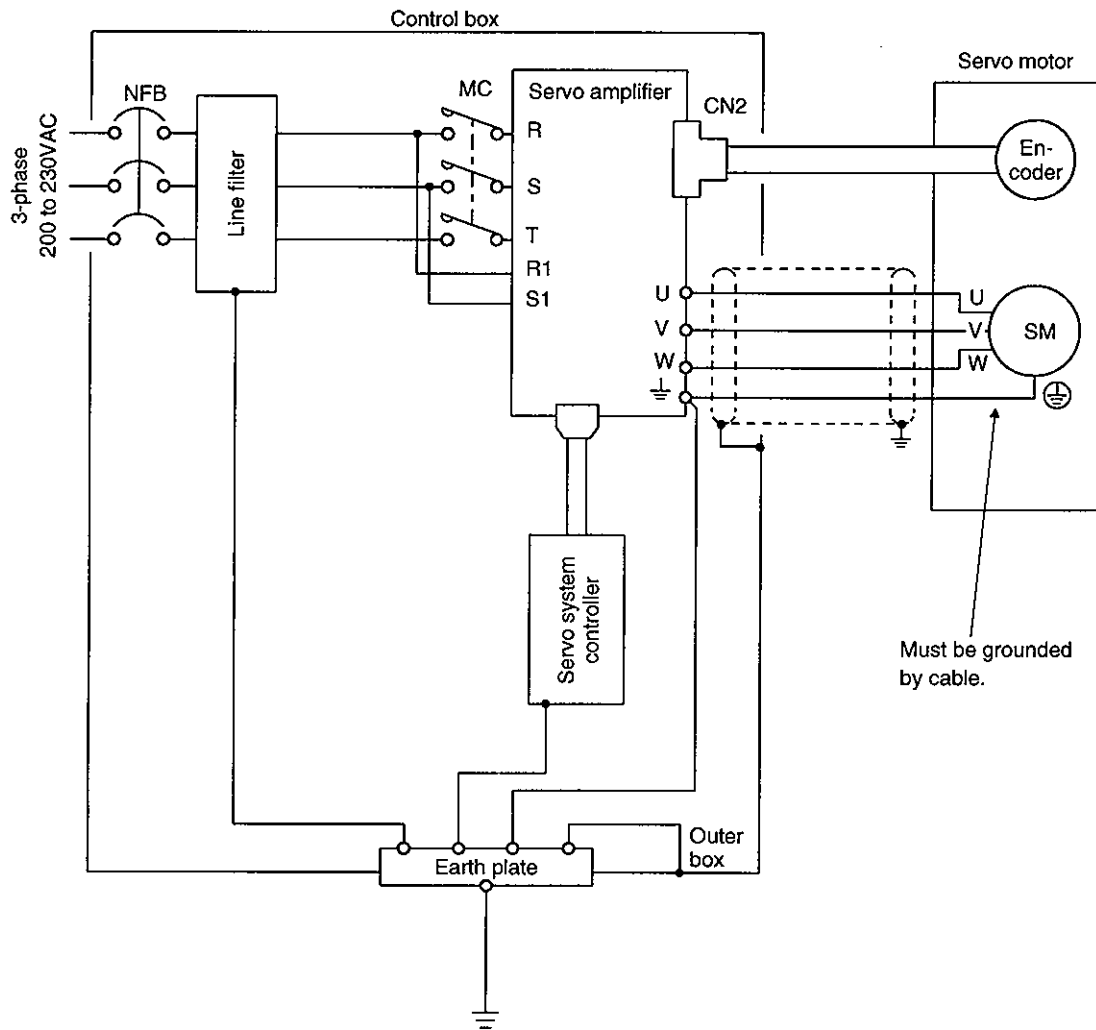 Control box
Servo motor
NFB
MC
Servo amplifier
CN2
3-phase
200 to 230VAC
Line filter
R
S
T
R1
S1
En-
coder
U
V
W
U
V
W
SM
Servo system
controller
Must be grounded
by cable.
Outer
box
Earth plate